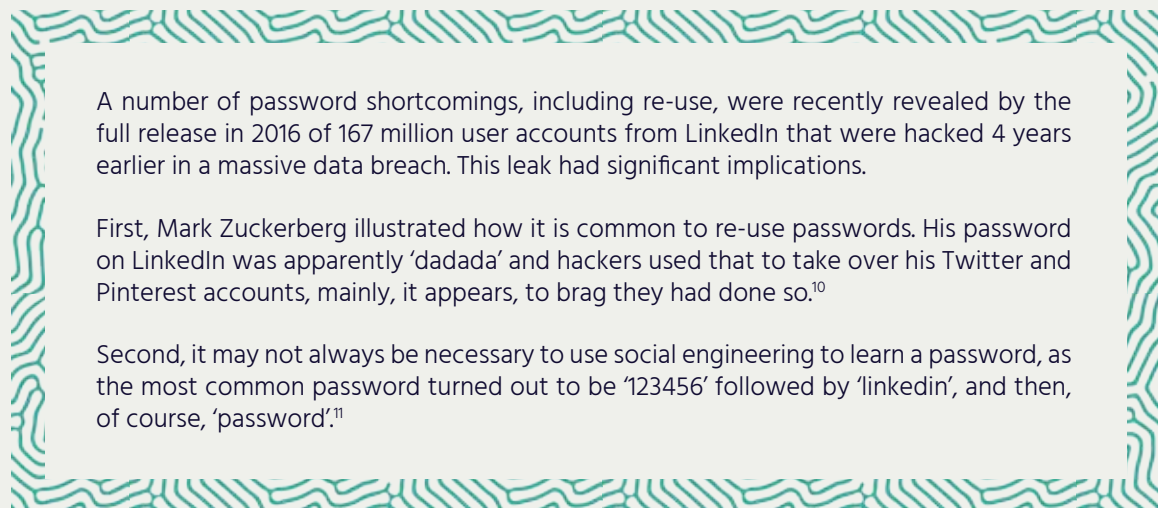 A number of password shortcomings, including re-use, were recently revealed by the
full release in 2016 of 167 million user accounts from LinkedIn that were hacked 4 years
earlier in a massive data breach. This leak had significant implications.
First, Mark Zuckerberg illustrated how it is common to re-use passwords. His password
on LinkedIn was apparently ‘dadada’ and hackers used that to take over his Twitter and
Pinterest accounts, mainly, it appears, to brag they had done so.10
Second, it may not always be necessary to use social engineering to learn a password, as
the most common password turned out to be ‘123456’ followed by ‘linkedin’, and then,
of course, ‘password’.11